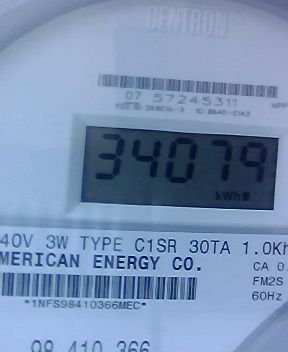 CENTRON
07 57245311
34079
kWh
40V 3W TYPE C1SR 30TA 1.0Kh
MERICAN ENERGY CO.
CA 0.
FM2S
60Hz
*1NFS98410366MEC*
98 410 366